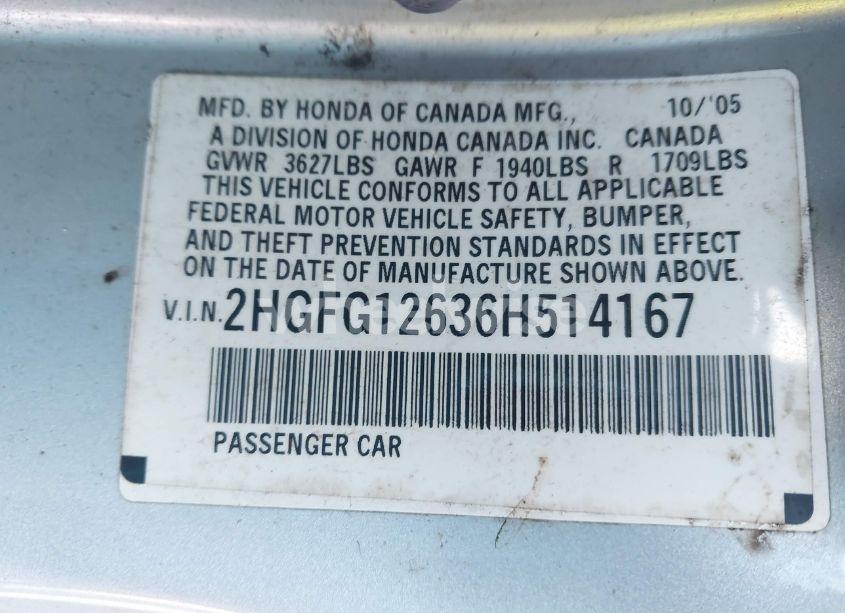 MFD. BY HONDA OF CANADA MFG., 10/'05
A DIVISION OF HONDA CANADA INC. CANADA
GVWR 3627LBS GAWR F 1940LBS R 1709LBS
THIS VEHICLE CONFORMS TO ALL APPLICABLE
FEDERAL MOTOR VEHICLE SAFETY, BUMPER,
AND THEFT PREVENTION STANDARDS IN EFFECT
ON THE DATE OF MANUFACTURE SHOWN ABOVE.
V.I.N. 2HGFG12636H514167
PASSENGER CAR